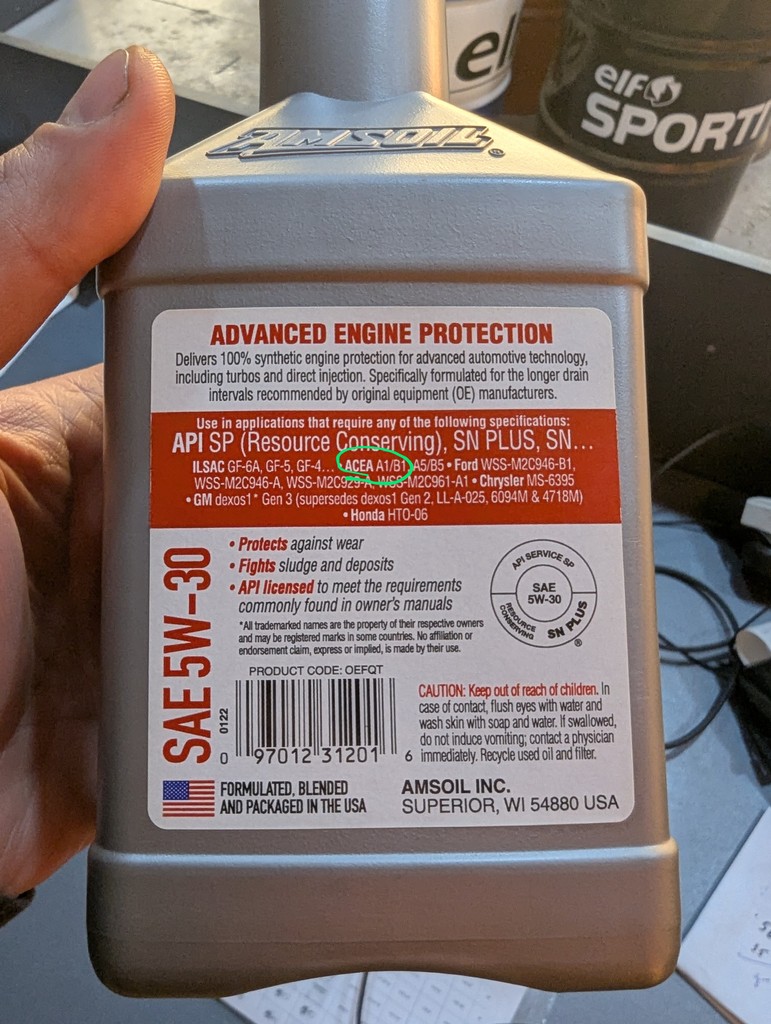 elf
elf
SPORTI
AMSOIL®
ADVANCED ENGINE PROTECTION
Delivers 100% synthetic engine protection for advanced automotive technology,
including turbos and direct injection. Specifically formulated for the longer drain
intervals recommended by original equipment (OE) manufacturers.
Use in applications that require any of the following specifications:
API SP (Resource Conserving), SN PLUS, SN...
ILSAC GF-6A, GF-5, GF-4... • ACEA A1/B1, A5/B5 • Ford WSS-M2C946-B1,
WSS-M2C946-A, WSS-M2C929-A, WSS-M2C961-A1 • Chrysler MS-6395
• GM dexos1* Gen 3 (supersedes dexos1 Gen 2, LL-A-025, 6094M & 4718M)
• Honda HTO-06
SAE 5W-30
• Protects against wear
• Fights sludge and deposits
• API licensed to meet the requirements
commonly found in owner's manuals
*All trademarked names are the property of their respective owners
and may be registered marks in some countries. No affiliation or
endorsement claim, express or implied, is made by their use.
API SERVICE SP
SAE
5W-30
RESOURCE
CONSERVING
SN PLUS
®
PRODUCT CODE: OEFQT
0122
0 97012 31201 6
CAUTION: Keep out of reach of children. In
case of contact, flush eyes with water and
wash skin with soap and water. If swallowed,
do not induce vomiting; contact a physician
immediately. Recycle used oil and filter.
FORMULATED, BLENDED
AND PACKAGED IN THE USA
AMSOIL INC.
SUPERIOR, WI 54880 USA